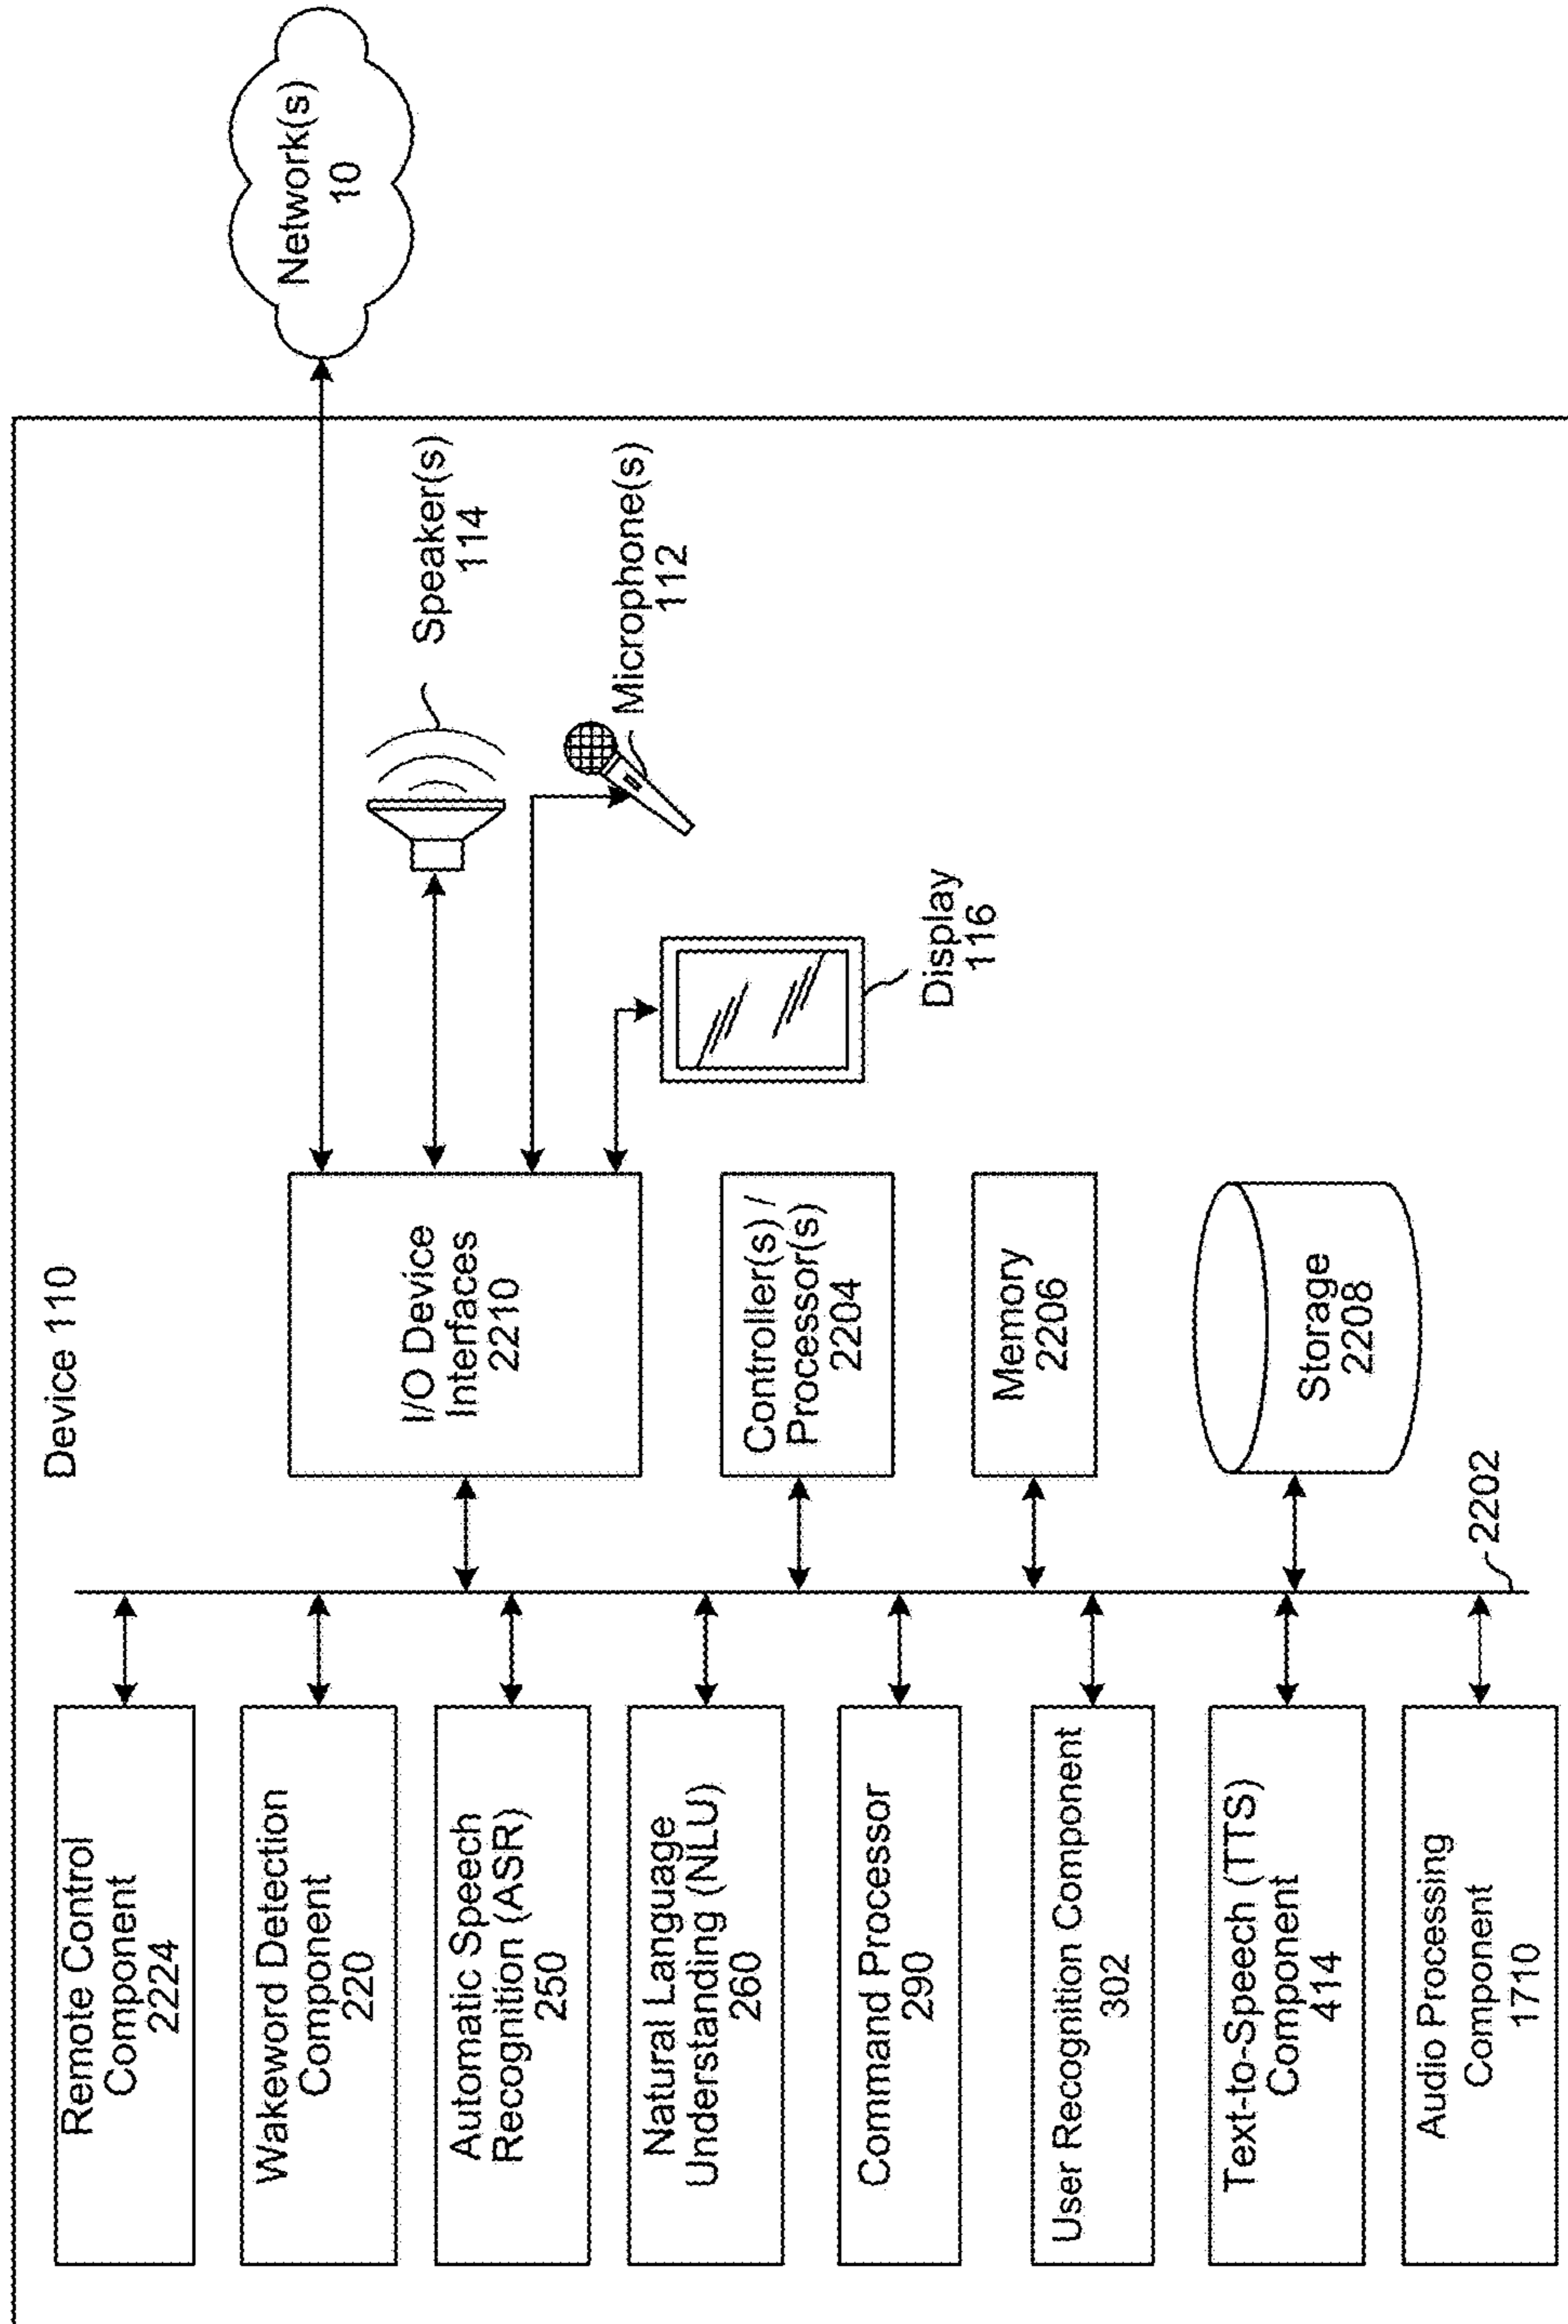 Device 110
Remote Control
Component
2224
Wakeword Detection
Component
220
Automatic Speech
Recognition (ASR)
250
Natural Language
Understanding (NLU)
260
Command Processor
290
User Recognition Component
302
Text-to-Speech (TTS)
Component
414
Audio Processing
Component
1710
2202
I/O Device
Interfaces
2210
Controller(s) /
Processor(s)
2204
Memory
2206
Storage
2208
Speaker(s)
114
Microphone(s)
112
Display
116
Network(s)
10